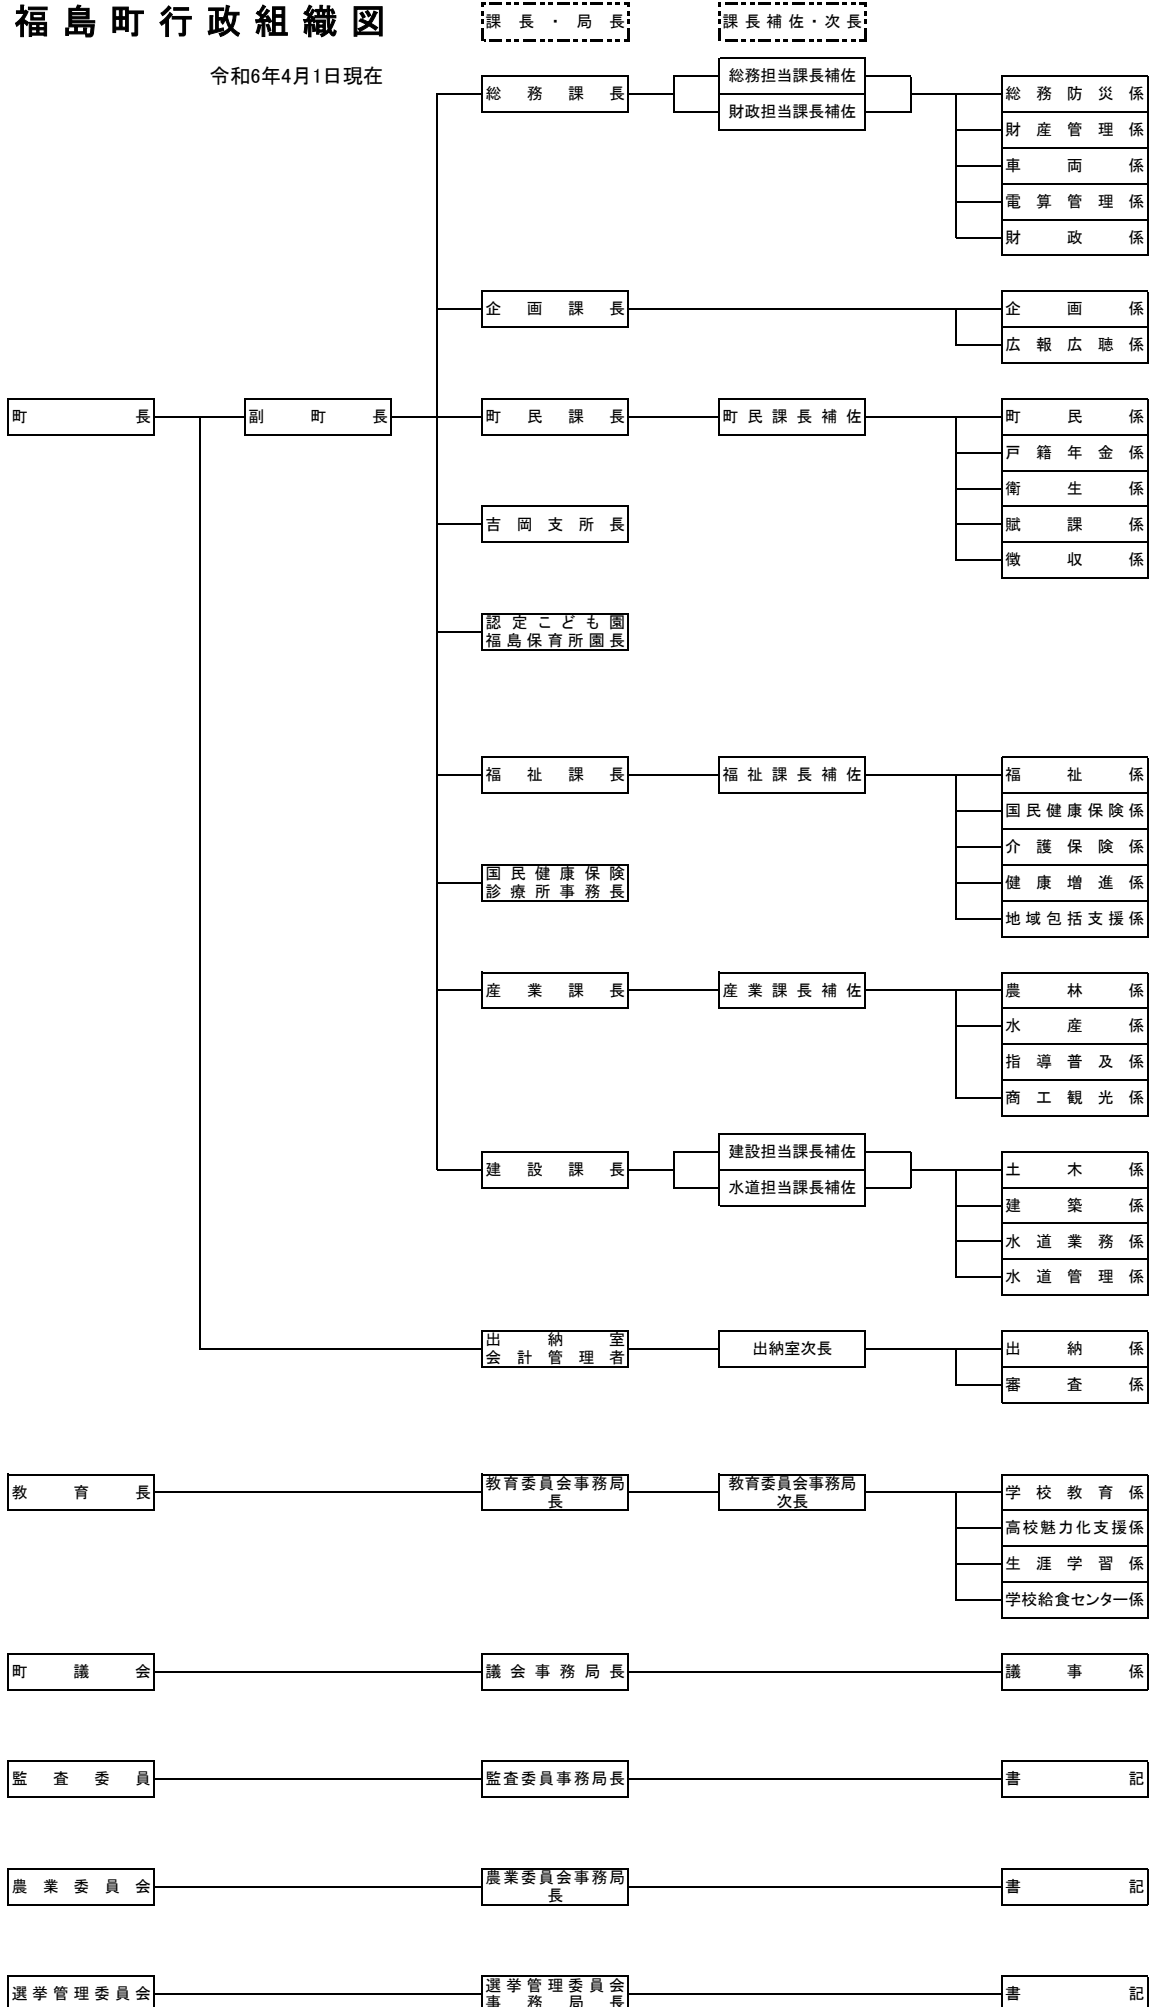 福島町行政組織図
課長・局長
課長補佐・次長
令和6年4月1日現在
総務課長
総務担当課長補佐
財政担当課長補佐
総務防災係
財産管理係
車両係
電算管理係
財政係
企画課長
企画係
広報広聴係
町長
副町長
町民課長
町民課長補佐
町民係
戸籍年金係
衛生係
賦課係
徴収係
吉岡支所長
認定こども園
福島保育所園長
福祉課長
福祉課長補佐
福祉係
国民健康保険係
介護保険係
健康増進係
地域包括支援係
国民健康保険
診療所事務長
産業課長
産業課長補佐
農林係
水産係
指導普及係
商工観光係
建設課長
建設担当課長補佐
水道担当課長補佐
土木係
建築係
水道業務係
水道管理係
出納室
会計管理者
出納室次長
出納係
審査係
教育長
教育委員会事務局
長
教育委員会事務局
次長
学校教育係
高校魅力化支援係
生涯学習係
学校給食センター係
町議会
議会事務局長
議事係
監査委員
監査委員事務局長
書記
農業委員会
農業委員会事務局
長
書記
選挙管理委員会
選挙管理委員会
事務局長
書記